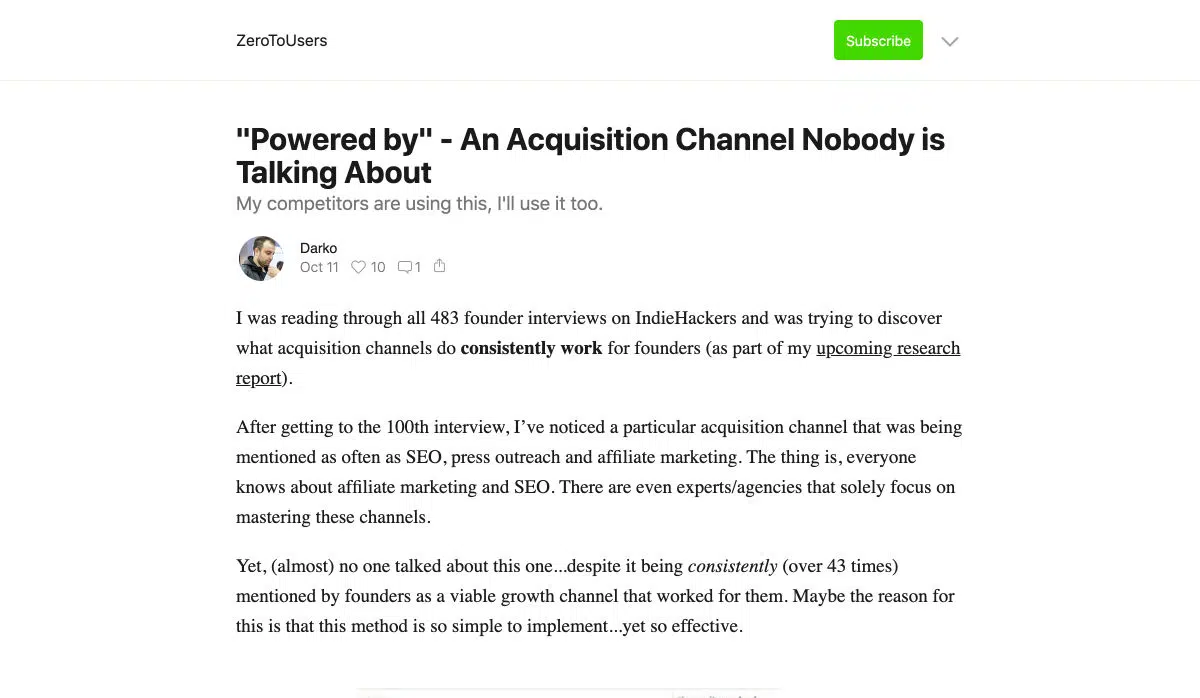 ZeroToUsers
Subscribe
"Powered by" - An Acquisition Channel Nobody is
Talking About
My competitors are using this, I'll use it too.
Darko
Oct 11 10 1
I was reading through all 483 founder interviews on IndieHackers and was trying to discover
what acquisition channels do consistently work for founders (as part of my upcoming research
report).
After getting to the 100th interview, I’ve noticed a particular acquisition channel that was being
mentioned as often as SEO, press outreach and affiliate marketing. The thing is, everyone
knows about affiliate marketing and SEO. There are even experts/agencies that solely focus on
mastering these channels.
Yet, (almost) no one talked about this one...despite it being consistently (over 43 times)
mentioned by founders as a viable growth channel that worked for them. Maybe the reason for
this is that this method is so simple to implement...yet so effective.